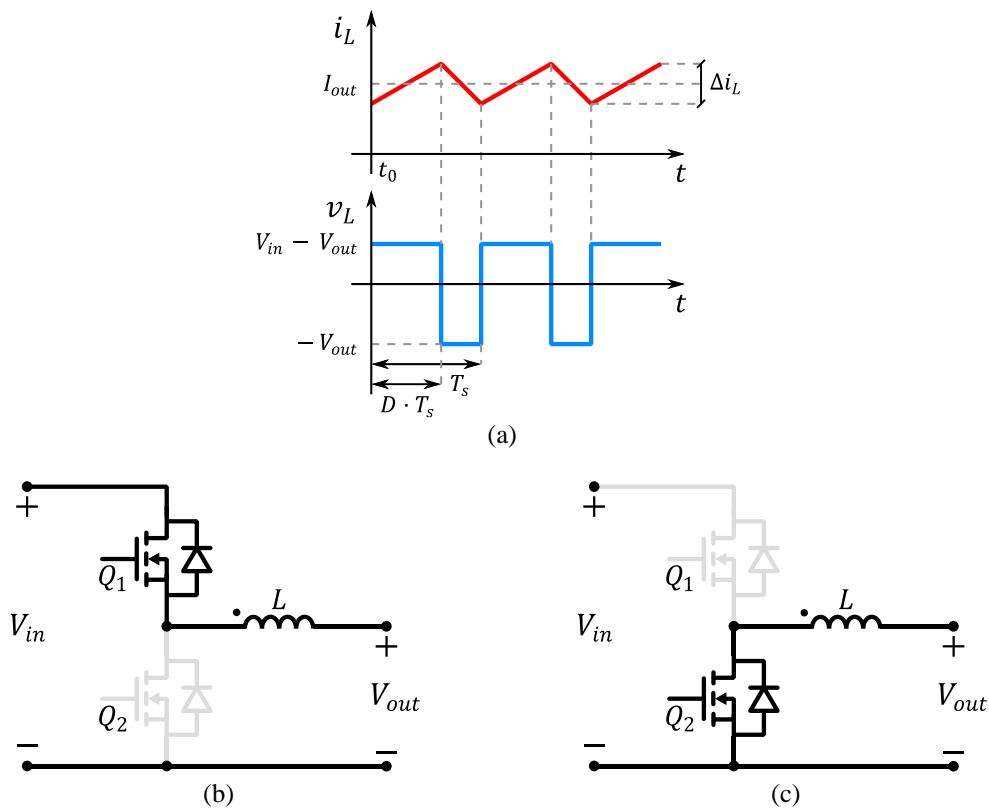 i_L
I_out
Δi_L
t_0
t
v_L
V_in − V_out
t
− V_out
T_s
D · T_s
(a)
+
Q_1
L
V_in
+
Q_2
V_out
−
−
(b)
+
Q_1
L
V_in
+
Q_2
V_out
−
−
(c)